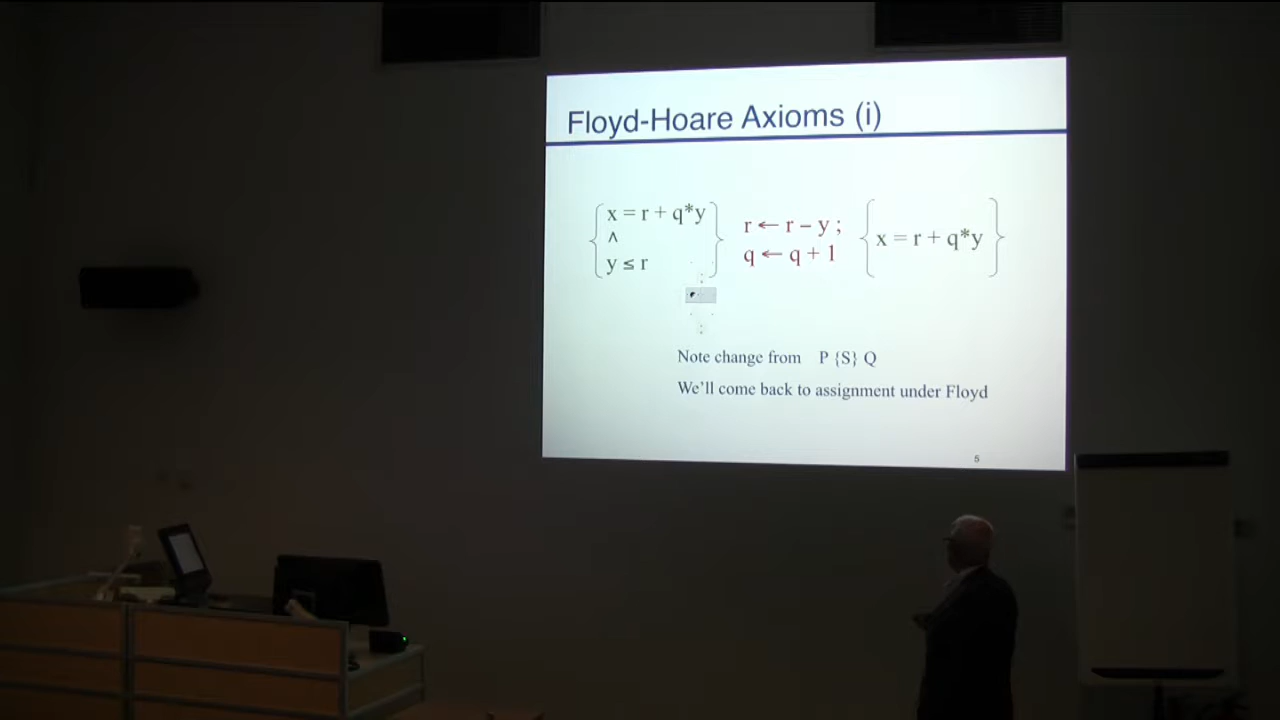 Floyd-Hoare Axioms (i)
x = r + q*y
^
y ≤ r
r ← r – y ;
q ← q + 1
x = r + q*y
Note change from P {S} Q
We'll come back to assignment under Floyd
5